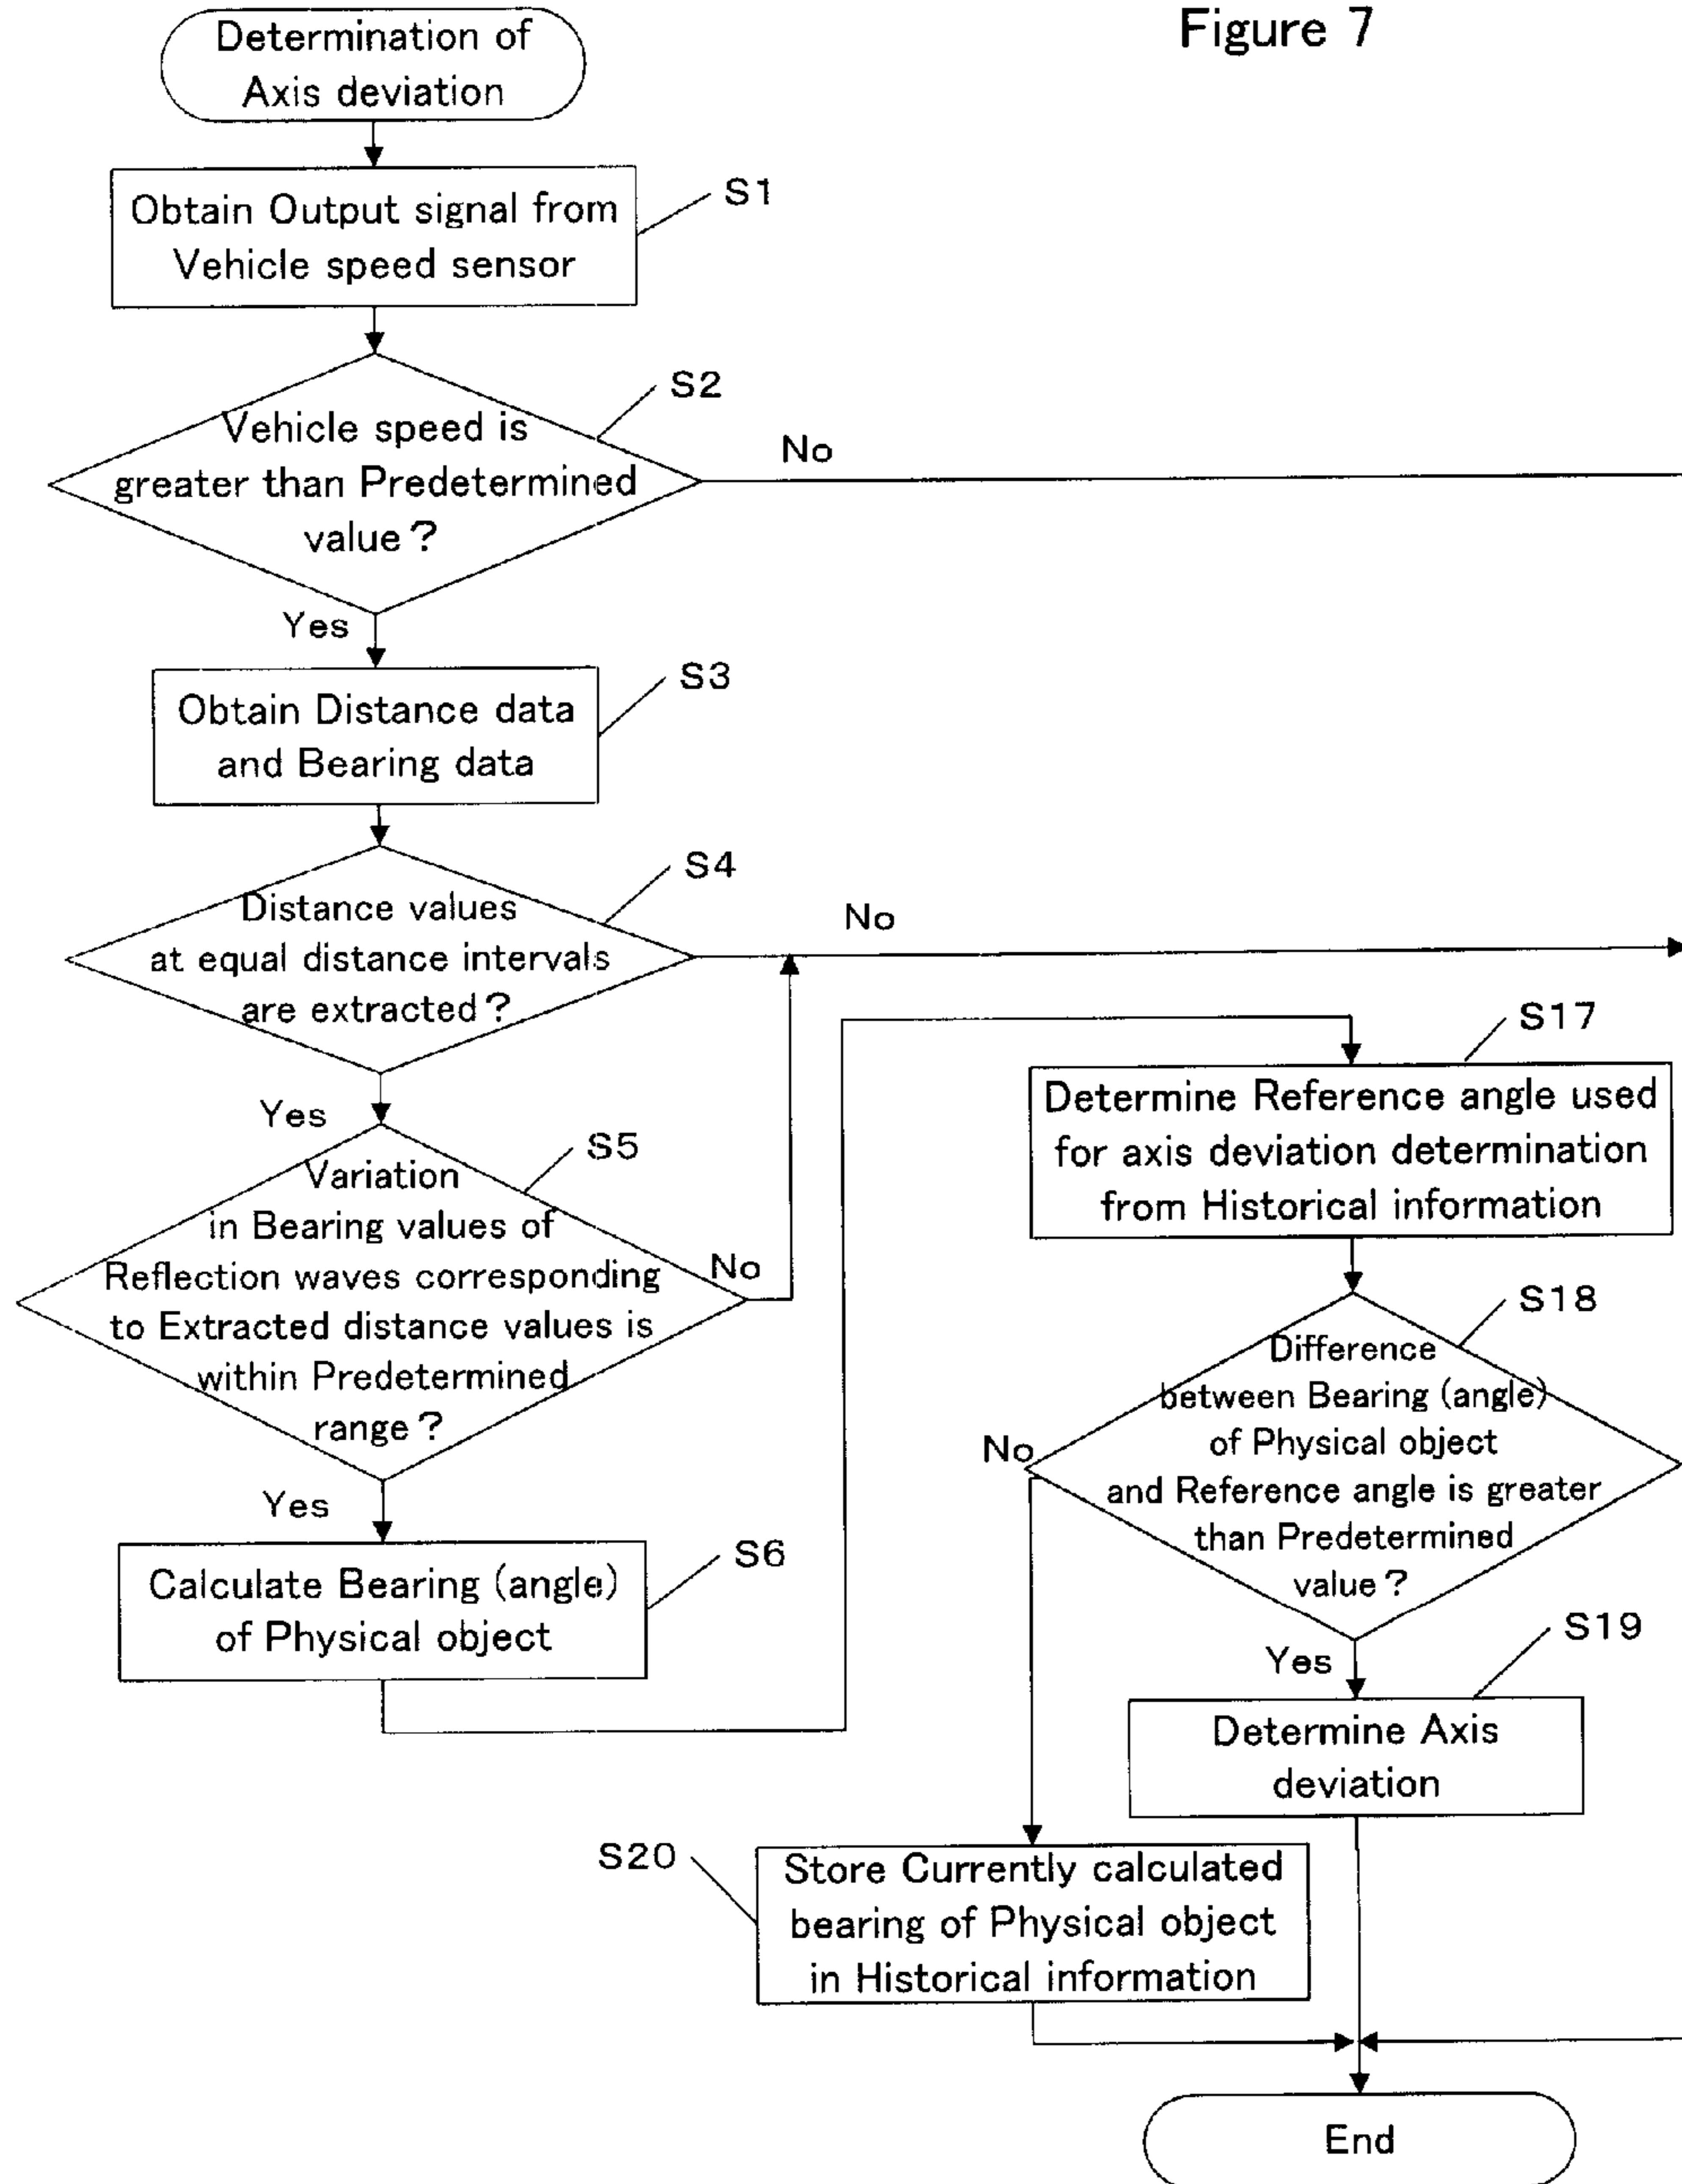 Figure 7
Determination of
Axis deviation
Obtain Output signal from
Vehicle speed sensor
S1
Vehicle speed is
greater than Predetermined
value?
S2
No
Yes
Obtain Distance data
and Bearing data
S3
Distance values
at equal distance intervals
are extracted?
S4
No
Yes
Variation
in Bearing values of
Reflection waves corresponding
to Extracted distance values is
within Predetermined
range?
S5
No
Yes
Calculate Bearing (angle)
of Physical object
S6
Determine Reference angle used
for axis deviation determination
from Historical information
S17
Difference
between Bearing (angle)
of Physical object
and Reference angle is greater
than Predetermined
value?
S18
No
Yes
Determine Axis
deviation
S19
Store Currently calculated
bearing of Physical object
in Historical information
S20
End